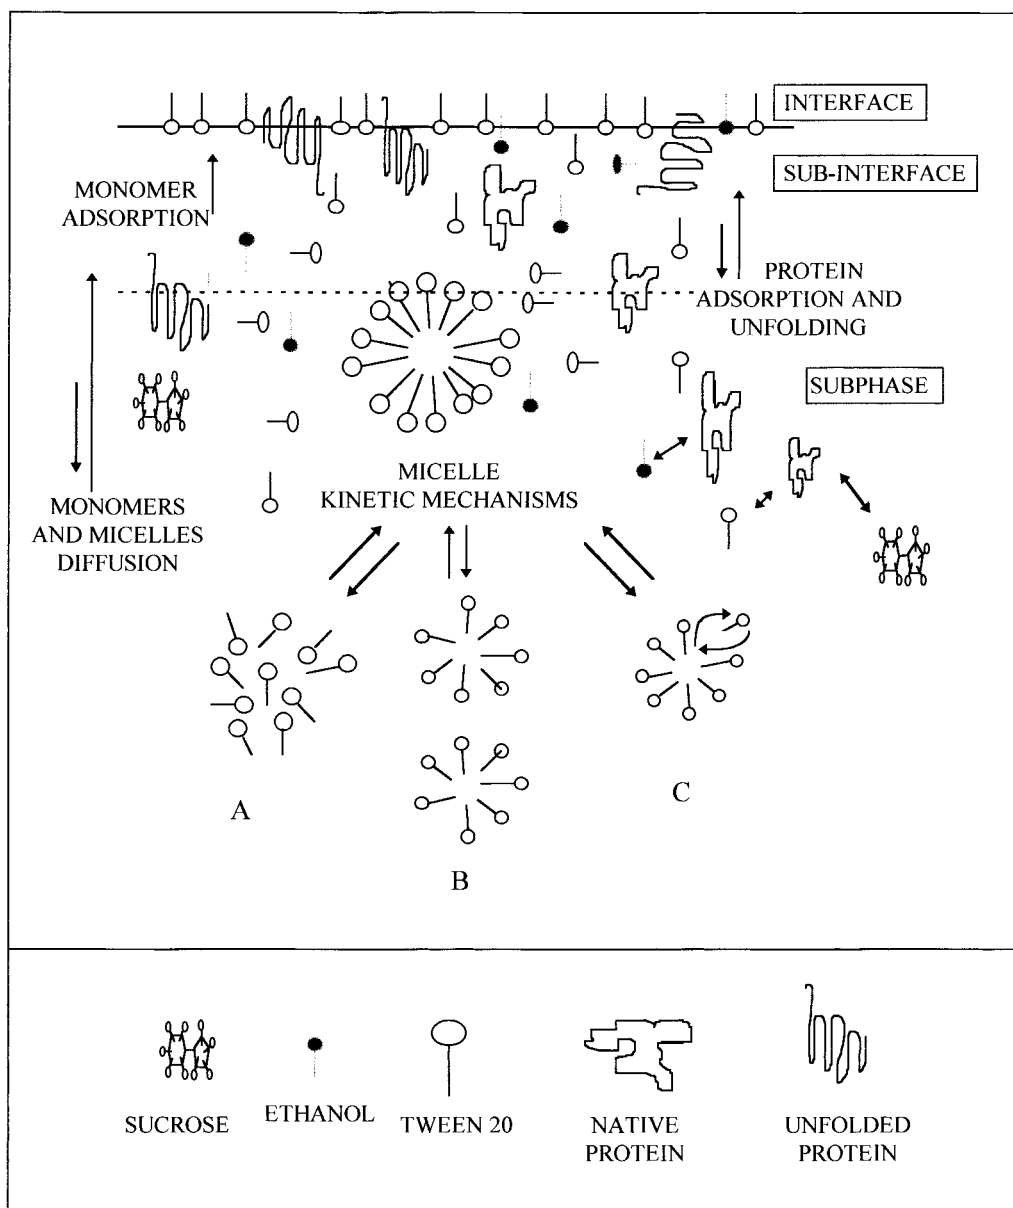 INTERFACE
SUB-INTERFACE
MONOMER
ADSORPTION
PROTEIN
ADSORPTION AND
UNFOLDING
SUBPHASE
MICELLE
KINETIC MECHANISMS
MONOMERS
AND MICELLES
DIFFUSION
A
B
C
SUCROSE
ETHANOL
TWEEN 20
NATIVE
PROTEIN
UNFOLDED
PROTEIN